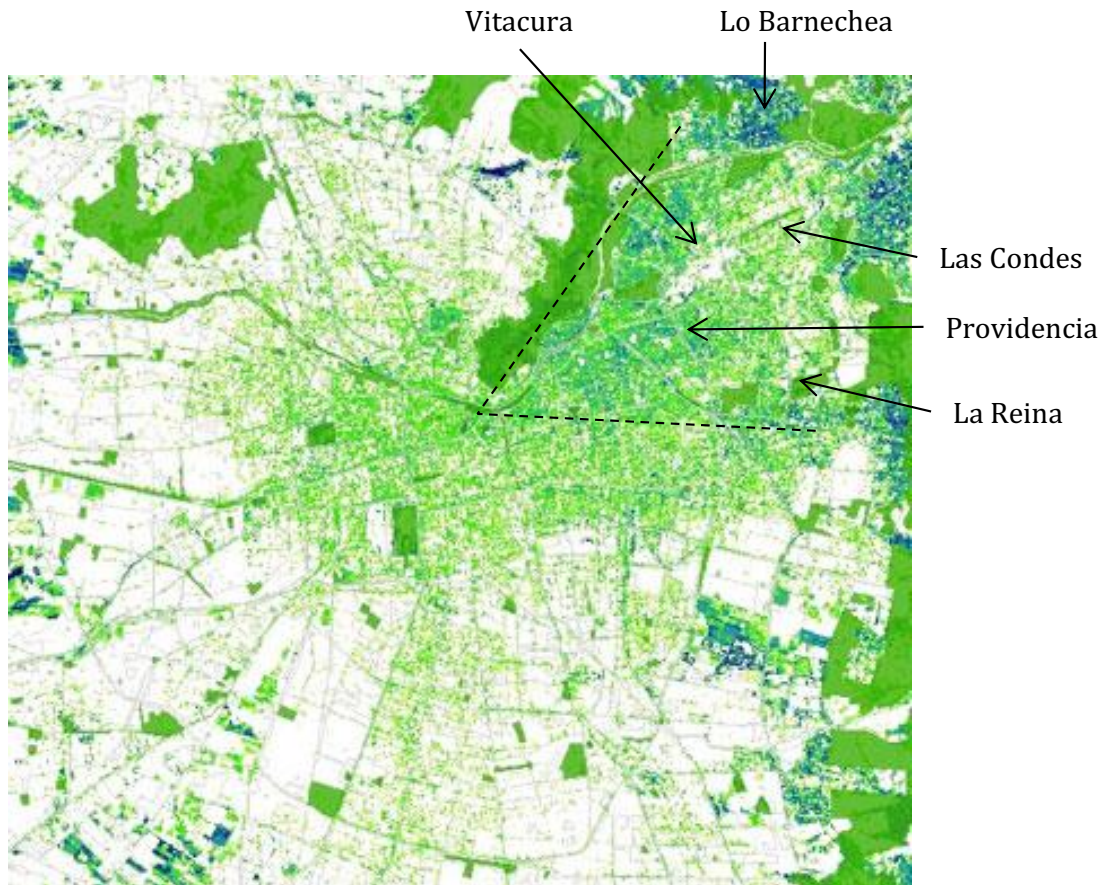 Vitacura
Lo Barnechea
Las Condes
Providencia
La Reina